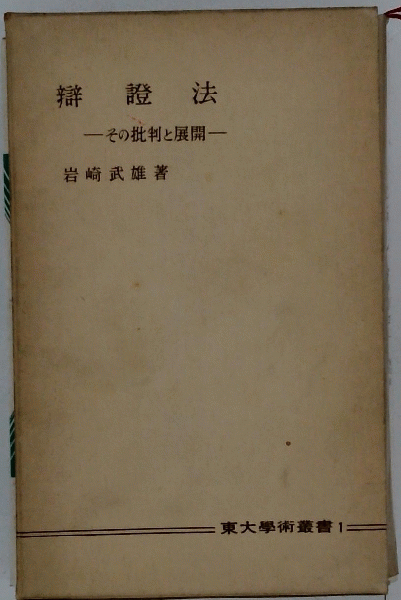 辯證法
—その批判と展開—
岩崎武雄著
東大學術叢書1